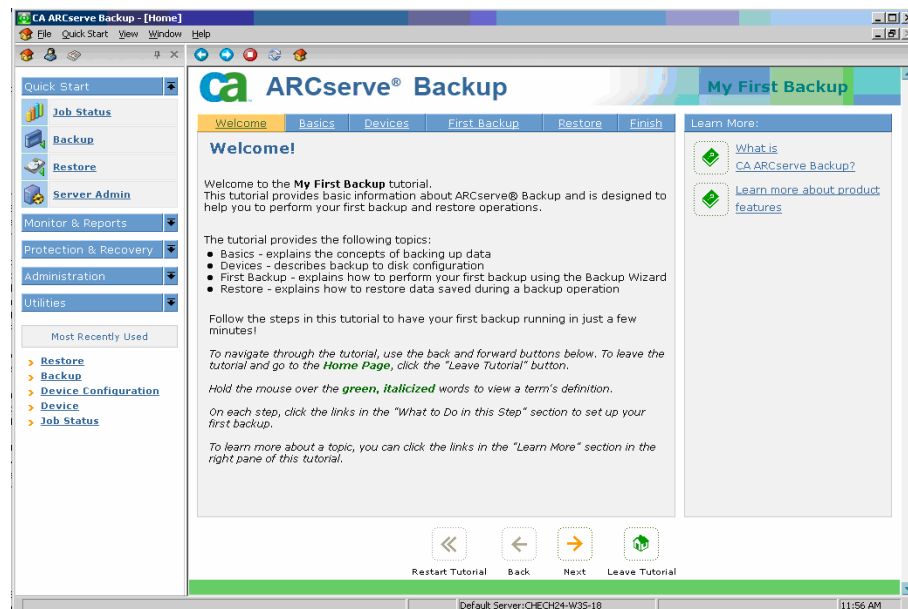 CA ARCserve Backup - [Home]
File Quick Start View Window Help
Quick Start
Job Status
Backup
Restore
Server Admin
Monitor & Reports
Protection & Recovery
Administration
Utilities
Most Recently Used
Restore
Backup
Device Configuration
Device
Job Status
ca ARCserve® Backup
My First Backup
Welcome Basics Devices First Backup Restore Finish
Welcome!
Welcome to the My First Backup tutorial.
This tutorial provides basic information about ARCserve® Backup and is designed to
help you to perform your first backup and restore operations.
The tutorial provides the following topics:
● Basics - explains the concepts of backing up data
● Devices - describes backup to disk configuration
● First Backup - explains how to perform your first backup using the Backup Wizard
● Restore - explains how to restore data saved during a backup operation
Follow the steps in this tutorial to have your first backup running in just a few
minutes!
To navigate through the tutorial, use the back and forward buttons below. To leave the
tutorial and go to the Home Page, click the "Leave Tutorial" button.
Hold the mouse over the green, italicized words to view a term's definition.
On each step, click the links in the "What to Do in this Step" section to set up your
first backup.
To learn more about a topic, you can click the links in the "Learn More" section in the
right pane of this tutorial.
Learn More:
What is
CA ARCserve Backup?
Learn more about product
features
Restart Tutorial Back Next Leave Tutorial
Default Server:CHECH24-W35-18
11:56 AM